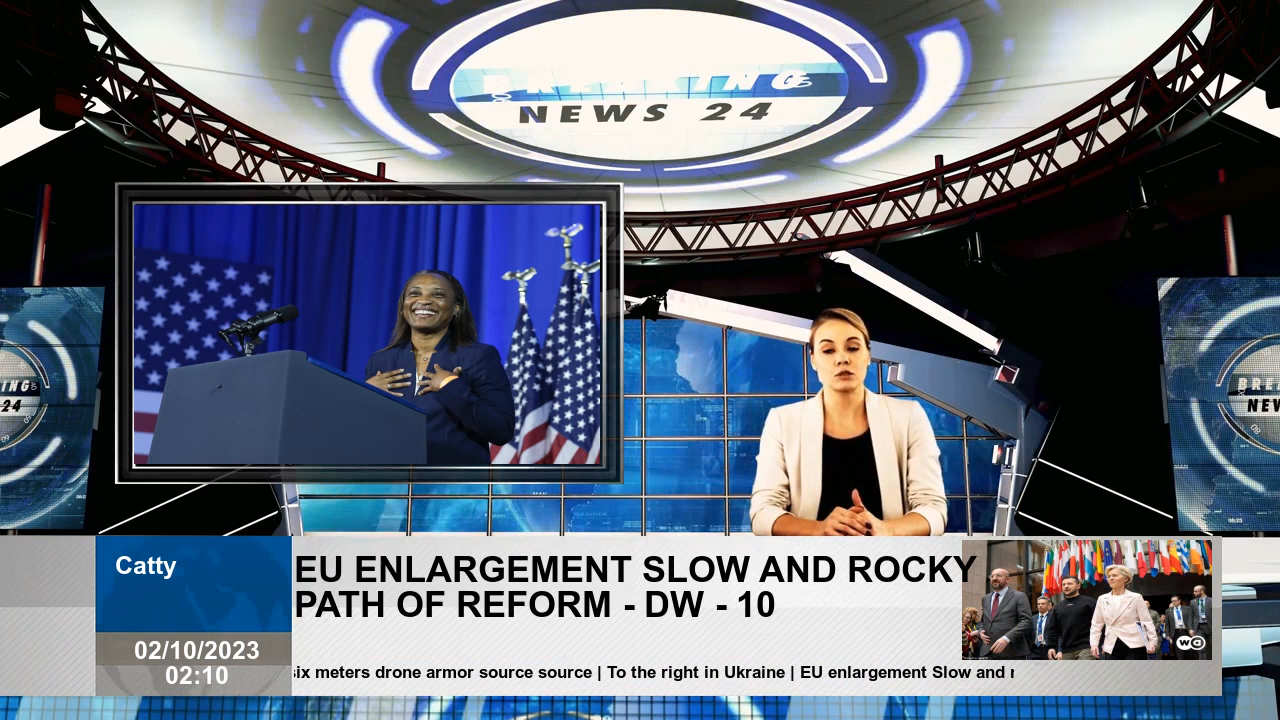 BREAKING
NEWS 24
Catty
EU ENLARGEMENT SLOW AND ROCKY
PATH OF REFORM - DW - 10
02/10/2023
02:10
six meters drone armor source source | To the right in Ukraine | EU enlargement Slow and r